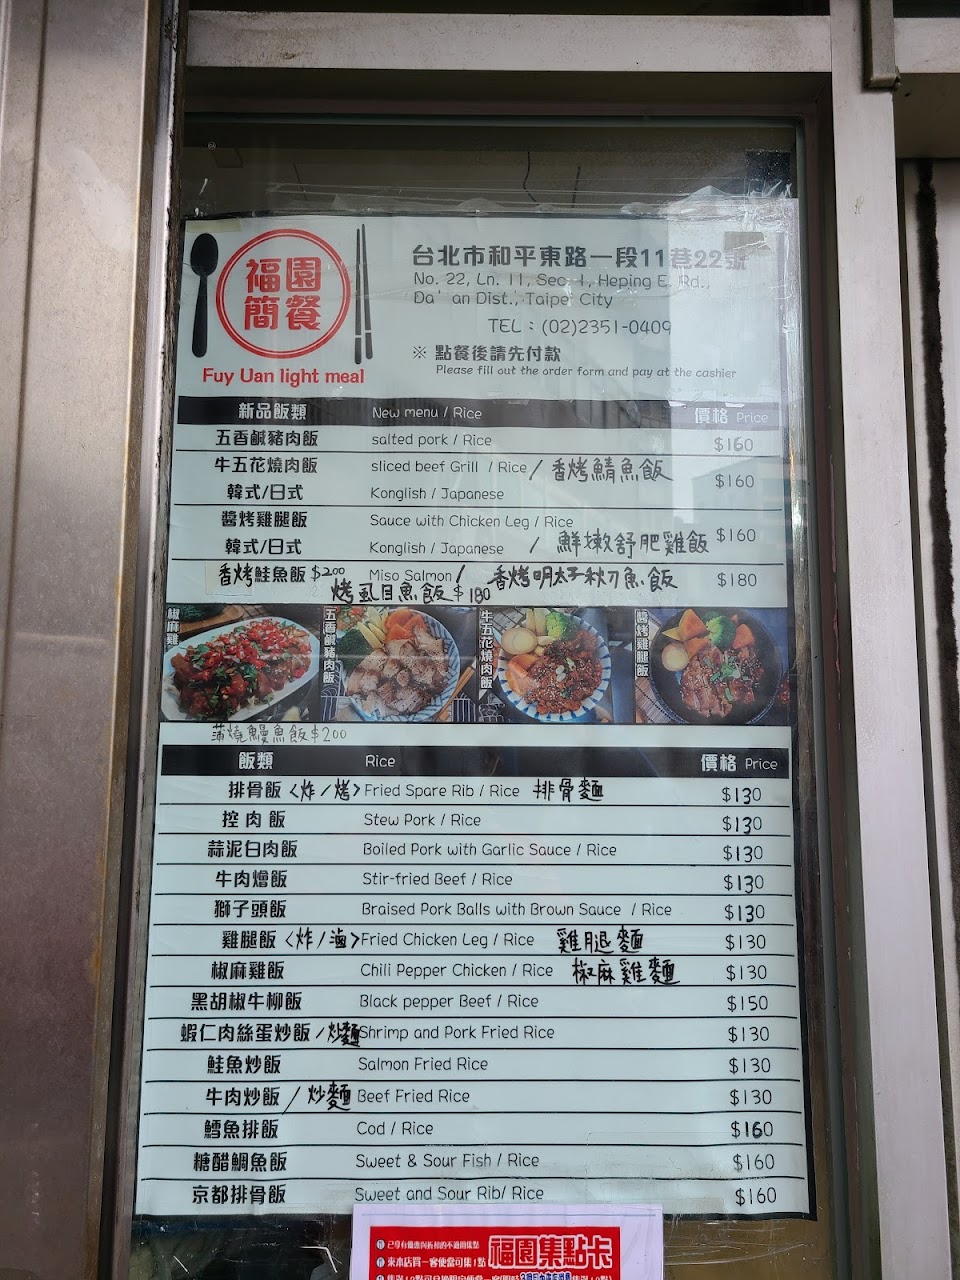 福園
簡餐
Fuy Uan light meal
台北市和平東路一段11巷22號
No. 22, Ln. 11, Sec. 1, Heping E. Rd.,
Da'an Dist., Taipei City
TEL：(02)2351-0409
※ 點餐後請先付款
Please fill out the order form and pay at the cashier
新品飯類 New menu / Rice 價格 Price
五香鹹豬肉飯 salted pork / Rice $160
牛五花燒肉飯 sliced beef Grill / Rice / 香烤鯖魚飯 $160
韓式/日式 Konglish / Japanese
醬烤雞腿飯 Sauce with Chicken Leg / Rice $160
韓式/日式 Konglish / Japanese / 鮮嫩舒肥雞飯
香烤鮭魚飯 $200 Miso Salmon / 香烤明太子秋刀魚飯 $180
烤虱目魚飯 $180
椒麻雞
五香鹹豬肉飯
牛五花燒肉飯
醬烤雞腿飯
蒲燒鰻魚飯$200
飯類 Rice 價格 Price
排骨飯〈炸/烤〉Fried Spare Rib / Rice 排骨麵 $130
控肉飯 Stew Pork / Rice $130
蒜泥白肉飯 Boiled Pork with Garlic Sauce / Rice $130
牛肉燴飯 Stir-fried Beef / Rice $130
獅子頭飯 Braised Pork Balls with Brown Sauce / Rice $130
雞腿飯〈炸/滷〉Fried Chicken Leg / Rice 雞腿麵 $130
椒麻雞飯 Chili Pepper Chicken / Rice 椒麻雞麵 $130
黑胡椒牛柳飯 Black pepper Beef / Rice $150
蝦仁肉絲蛋炒飯/炒麵 Shrimp and Pork Fried Rice $130
鮭魚炒飯 Salmon Fried Rice $130
牛肉炒飯/炒麵 Beef Fried Rice $130
鱈魚排飯 Cod / Rice $160
糖醋鯛魚飯 Sweet & Sour Fish / Rice $160
京都排骨飯 Sweet and Sour Rib/ Rice $160
福園集點卡
來本店買一客便當可集1點